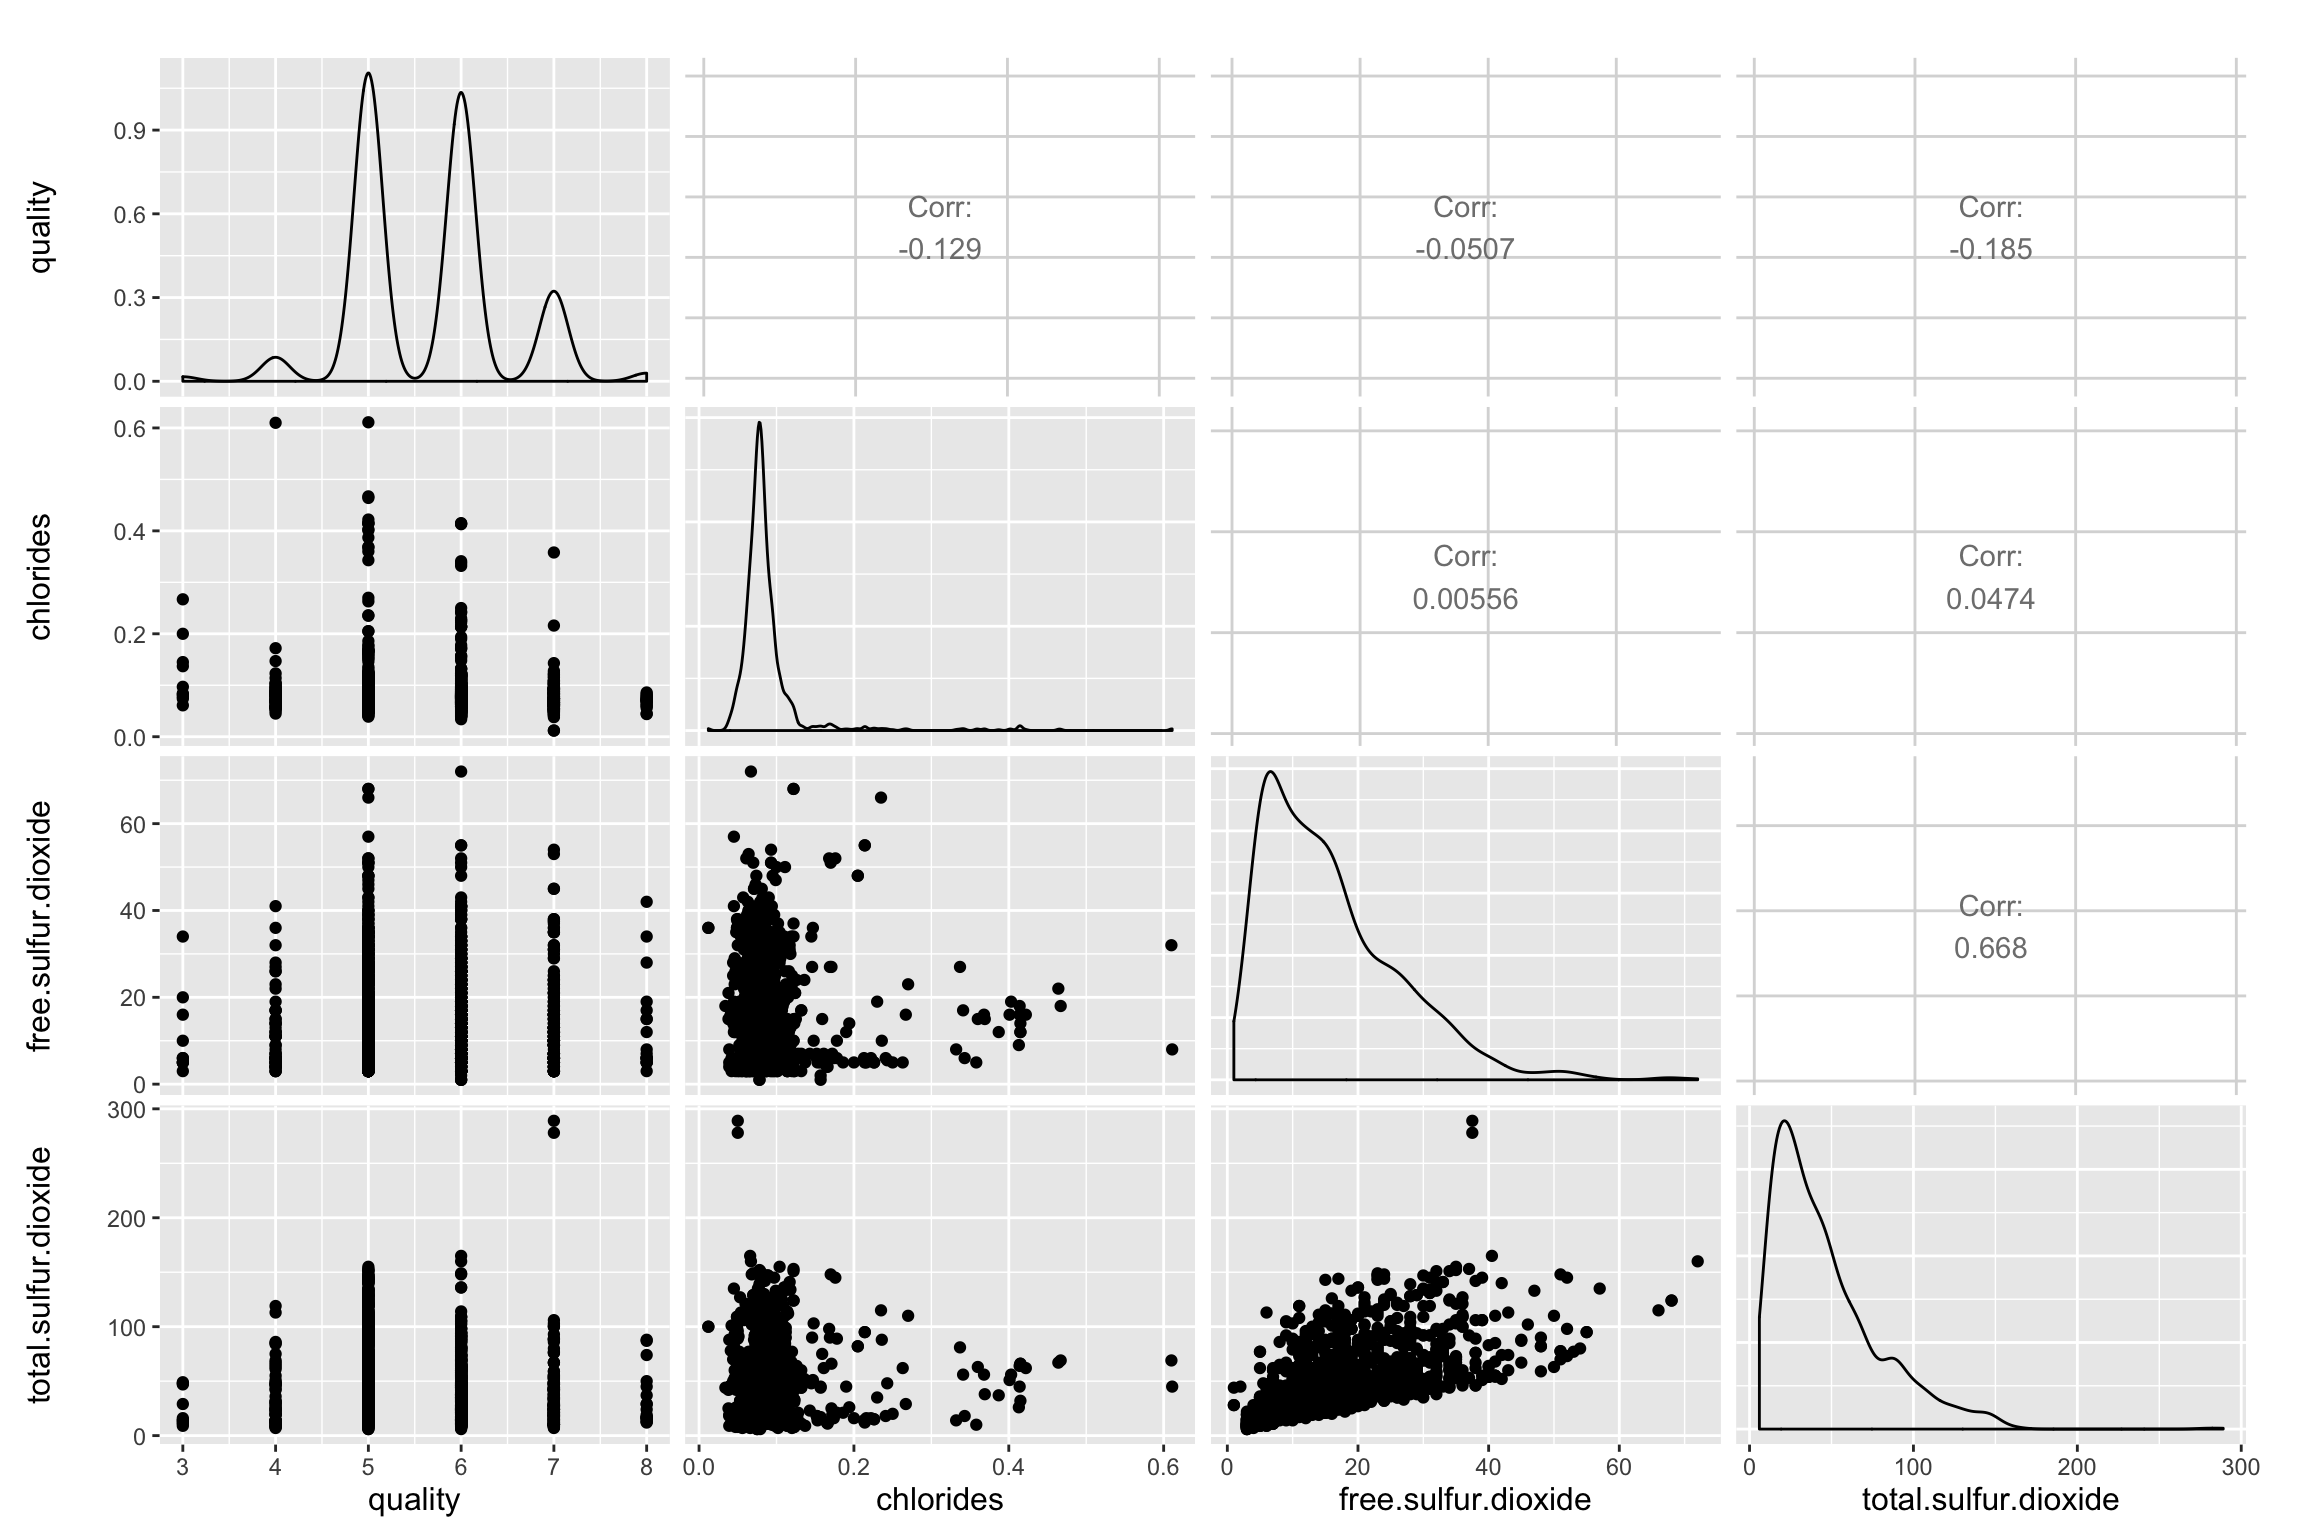 quality
0.9
0.6
0.3
0.0
Corr:
-0.129
Corr:
-0.0507
Corr:
-0.185
chlorides
0.6
0.4
0.2
0.0
Corr:
0.00556
Corr:
0.0474
free.sulfur.dioxide
60
40
20
0
Corr:
0.668
total.sulfur.dioxide
300
200
100
0
3 4 5 6 7 8
0.0 0.2 0.4 0.6
0 20 40 60
0 100 200 300
quality
chlorides
free.sulfur.dioxide
total.sulfur.dioxide